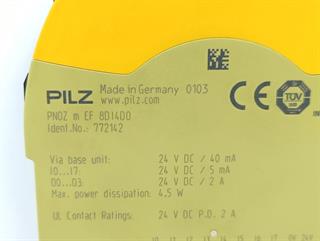 PILZ Made in Germany 0103
www.pilz.com
PNOZ m EF 8DI4DO
Ident.No.: 772142
CE TÜV
Via base unit: 24 V DC / 40 mA
I0...I7: 24 V DC / 5 mA
O0...O3: 24 V DC / 2 A
Max. power dissipation: 4.5 W
UL Contact Ratings: 24 V DC P.D. 2 A